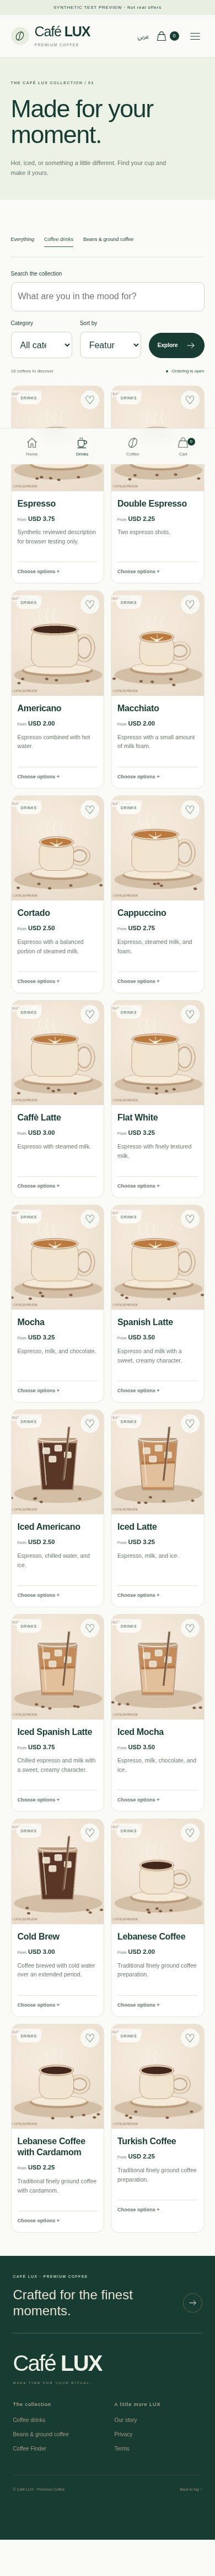 SYNTHETIC TEST PREVIEW · Not real offers
Café LUX
PREMIUM COFFEE
عربي
0
THE CAFÉ LUX COLLECTION / 01
Made for your
moment.
Hot, iced, or something a little different. Find your cup and
make it yours.
Everything
Coffee drinks
Beans & ground coffee
Search the collection
What are you in the mood for?
Category
Sort by
All cate
Featur
Explore →
18 coffees to discover
Ordering is open
DRINKS
DRINKS
Home
Drinks
Coffee
0
Cart
Espresso
From USD 3.75
Synthetic reviewed description
for browser testing only.
Choose options +
Double Espresso
From USD 2.25
Two espresso shots.
Choose options +
DRINKS
Americano
From USD 2.00
Espresso combined with hot
water.
Choose options +
DRINKS
Macchiato
From USD 2.00
Espresso with a small amount
of milk foam.
Choose options +
DRINKS
Cortado
From USD 2.50
Espresso with a balanced
portion of steamed milk.
Choose options +
DRINKS
Cappuccino
From USD 2.75
Espresso, steamed milk, and
foam.
Choose options +
DRINKS
Caffè Latte
From USD 3.00
Espresso with steamed milk.
Choose options +
DRINKS
Flat White
From USD 3.25
Espresso with finely textured
milk.
Choose options +
DRINKS
Mocha
From USD 3.25
Espresso, milk, and chocolate.
Choose options +
DRINKS
Spanish Latte
From USD 3.50
Espresso and milk with a
sweet, creamy character.
Choose options +
DRINKS
Iced Americano
From USD 2.50
Espresso, chilled water, and
ice.
Choose options +
DRINKS
Iced Latte
From USD 3.25
Espresso, milk, and ice.
Choose options +
DRINKS
Iced Spanish Latte
From USD 3.75
Chilled espresso and milk with
a sweet, creamy character.
Choose options +
DRINKS
Iced Mocha
From USD 3.50
Espresso, milk, chocolate, and
ice.
Choose options +
DRINKS
Cold Brew
From USD 3.00
Coffee brewed with cold water
over an extended period.
Choose options +
DRINKS
Lebanese Coffee
From USD 2.00
Traditional finely ground coffee
preparation.
Choose options +
DRINKS
Lebanese Coffee
with Cardamom
From USD 2.25
Traditional finely ground coffee
with cardamom.
Choose options +
DRINKS
Turkish Coffee
From USD 2.25
Traditional finely ground coffee
preparation.
Choose options +
CAFÉ LUX · PREMIUM COFFEE
Crafted for the finest
moments.
Café LUX
MAKE TIME FOR YOUR RITUAL
The collection
Coffee drinks
Beans & ground coffee
Coffee Finder
A little more LUX
Our story
Privacy
Terms
© Café LUX · Premium Coffee
Back to top ↑